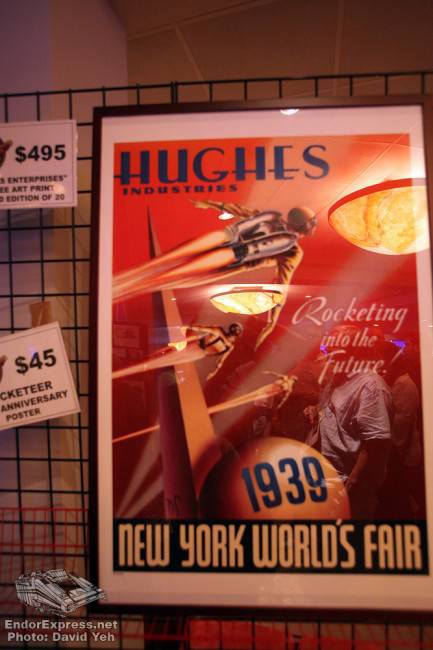 $495
S ENTERPRISES"
EE ART PRINT
D EDITION OF 20
$45
CKETEER
ANNIVERSARY
POSTER
HUGHES
INDUSTRIES
Rocketing
into the
Future.
1939
NEW YORK WORLD'S FAIR
EndorExpress.net
Photo: David Yeh